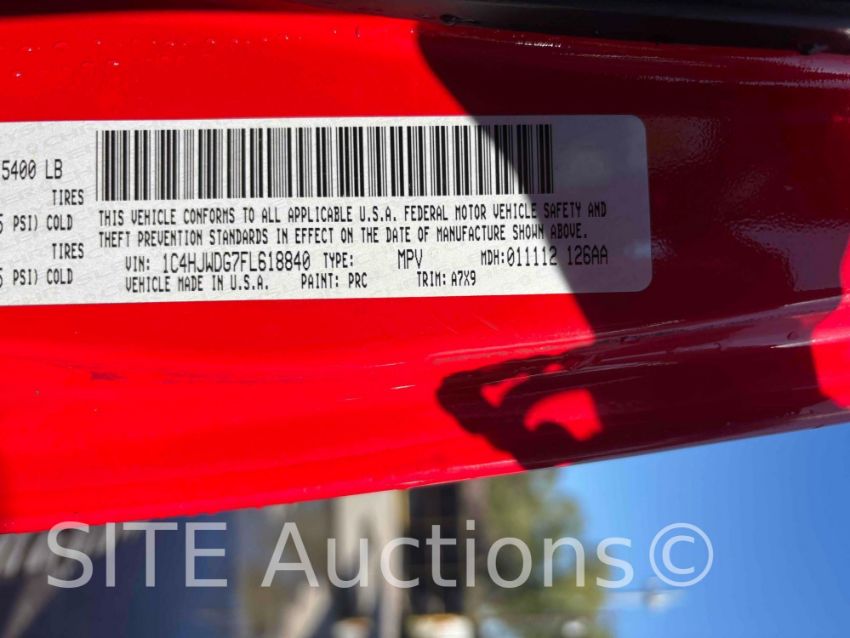 5400 LB
TIRES
PSI) COLD
TIRES
PSI) COLD
THIS VEHICLE CONFORMS TO ALL APPLICABLE U.S.A. FEDERAL MOTOR VEHICLE SAFETY AND
THEFT PREVENTION STANDARDS IN EFFECT ON THE DATE OF MANUFACTURE SHOWN ABOVE.
VIN: 1C4HJWDG7FL618840 TYPE: MPV MDH: 011112 126AA
VEHICLE MADE IN U.S.A. PAINT: PRC TRIM: A7X9
SITE Auctions©